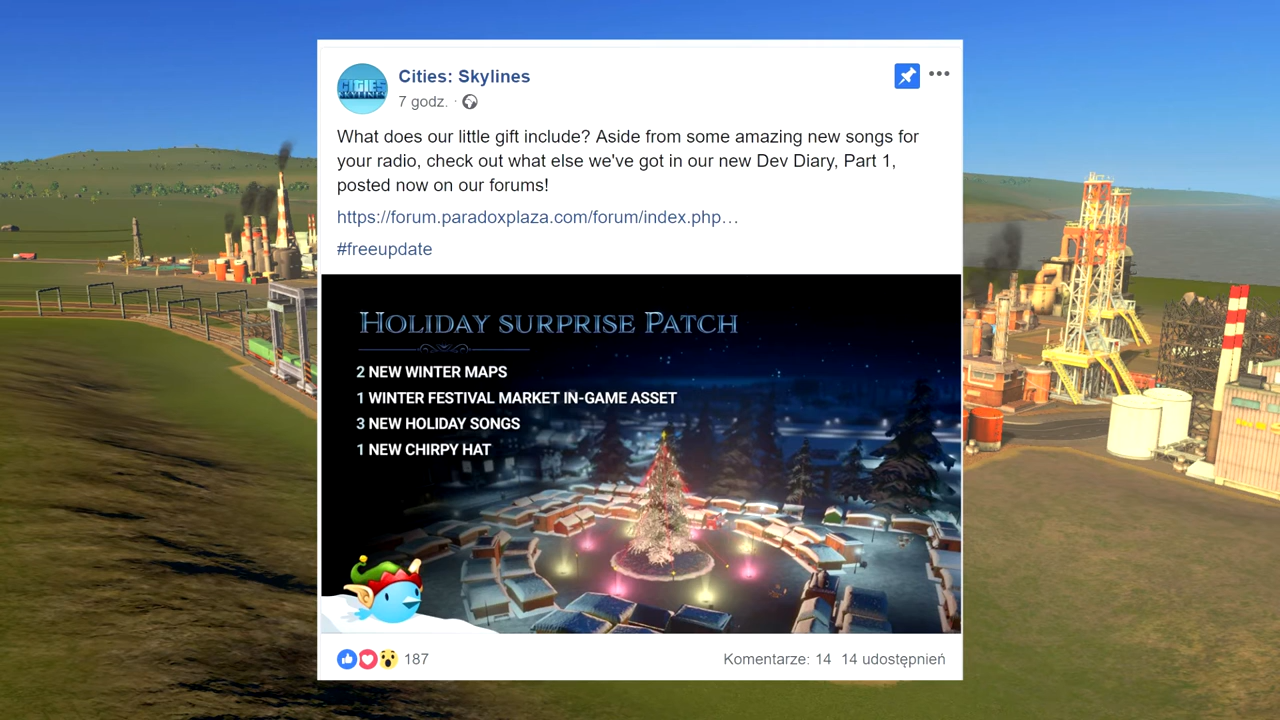 CITIES
SKYLINES
Cities: Skylines
7 godz. ·
What does our little gift include? Aside from some amazing new songs for
your radio, check out what else we've got in our new Dev Diary, Part 1,
posted now on our forums!
https://forum.paradoxplaza.com/forum/index.php…
#freeupdate
HOLIDAY SURPRISE PATCH
2 NEW WINTER MAPS
1 WINTER FESTIVAL MARKET IN-GAME ASSET
3 NEW HOLIDAY SONGS
1 NEW CHIRPY HAT
187
Komentarze: 14 14 udostępnień